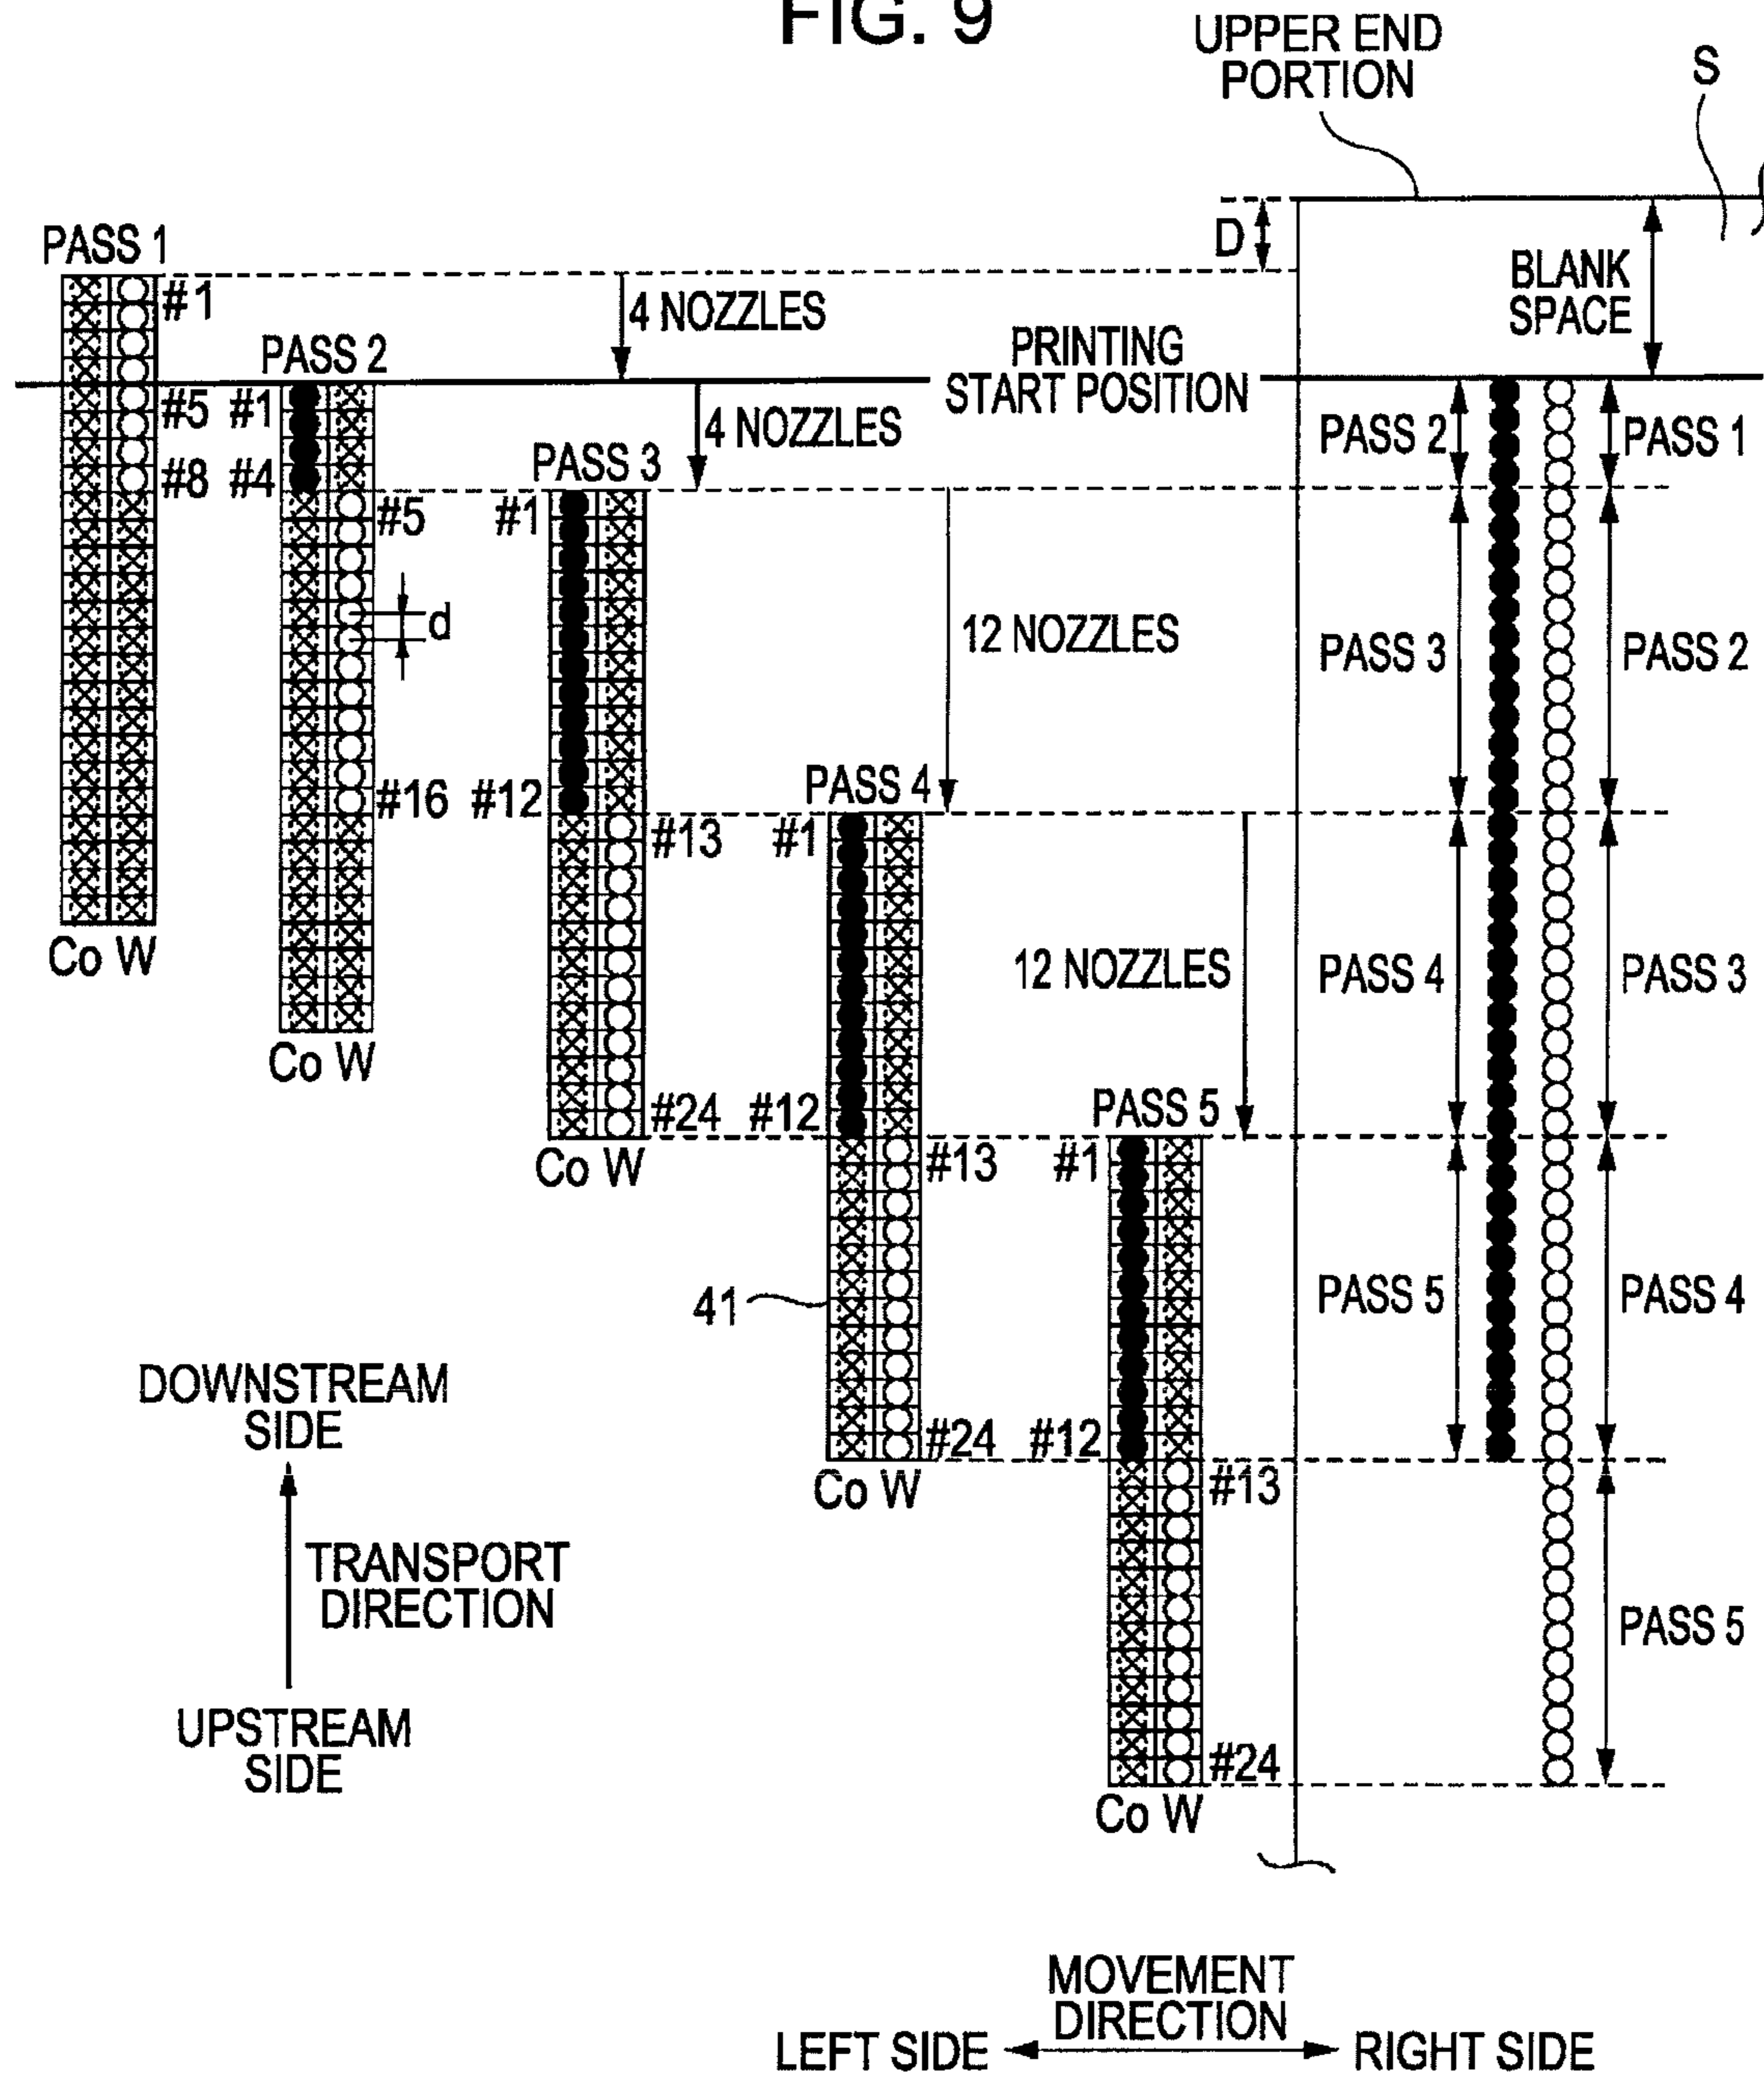 FIG. 9
UPPER END
PORTION
S
PASS 1
D
#1
4 NOZZLES
BLANK
SPACE
PASS 2
PRINTING
START POSITION
#5
#1
4 NOZZLES
PASS 2
PASS 1
#8
#4
PASS 3
#5
#1
d
12 NOZZLES
PASS 3
PASS 2
#16
#12
PASS 4
#13
#1
Co W
12 NOZZLES
PASS 4
PASS 3
Co W
#24
#12
PASS 5
Co W
#13
#1
41
PASS 5
PASS 4
DOWNSTREAM
SIDE
#24
#12
Co W
#13
TRANSPORT
DIRECTION
PASS 5
UPSTREAM
SIDE
#24
Co W
MOVEMENT
DIRECTION
LEFT SIDE
RIGHT SIDE